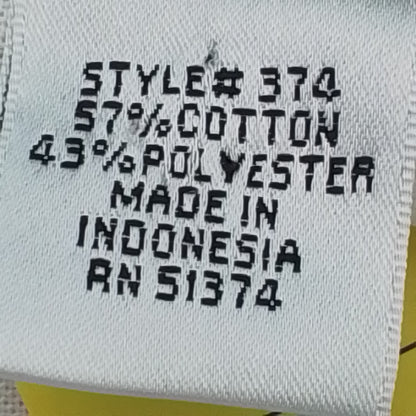 STYLE# 374
57%COTTON
43%POLYESTER
MADE IN
INDONESIA
RN 51374